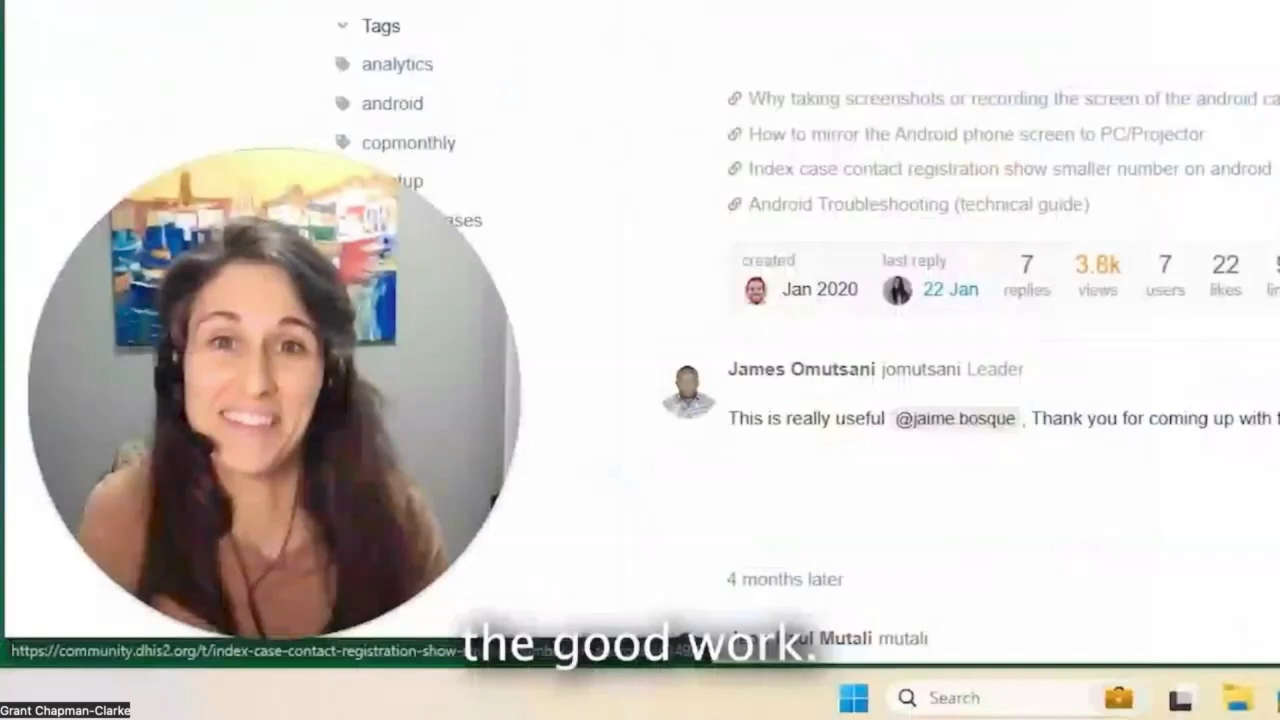 Tags
analytics
android
copmonthly
Why taking screenshots or recording the screen of the android
How to mirror the Android phone screen to PC/Projector
Index case contact registration show smaller number on android
Android Troubleshooting (technical guide)
created
last reply
7
3.8k
7
22
Jan 2020
22 Jan
replies
views
users
likes
James Omutsani jomutsani Leader
This is really useful @jaime.bosque , Thank you for coming up with
4 months later
Mutali mutali
the good work.
https://community.dhis2.org/t/index-case-contact-registration-show-
Search
Grant Chapman-Clarke